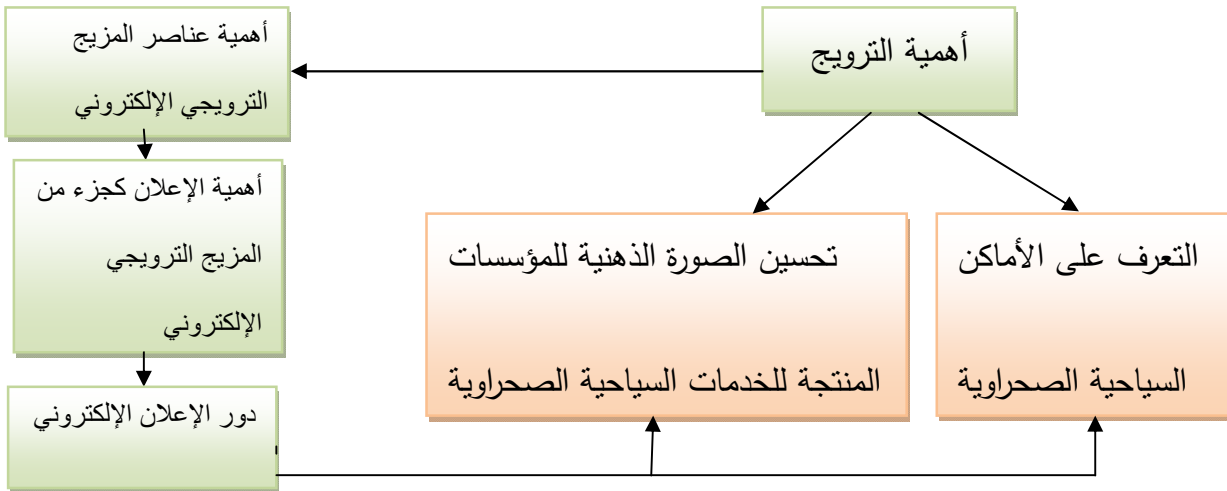 أهمية الترويج
أهمية عناصر المزيج
الترويجي الإلكتروني
أهمية الإعلان كجزء من
المزيج الترويجي
الإلكتروني
دور الإعلان الإلكتروني
التعرف على الأماكن
السياحية الصحراوية
تحسين الصورة الذهنية للمؤسسات
المنتجة للخدمات السياحية الصحراوية